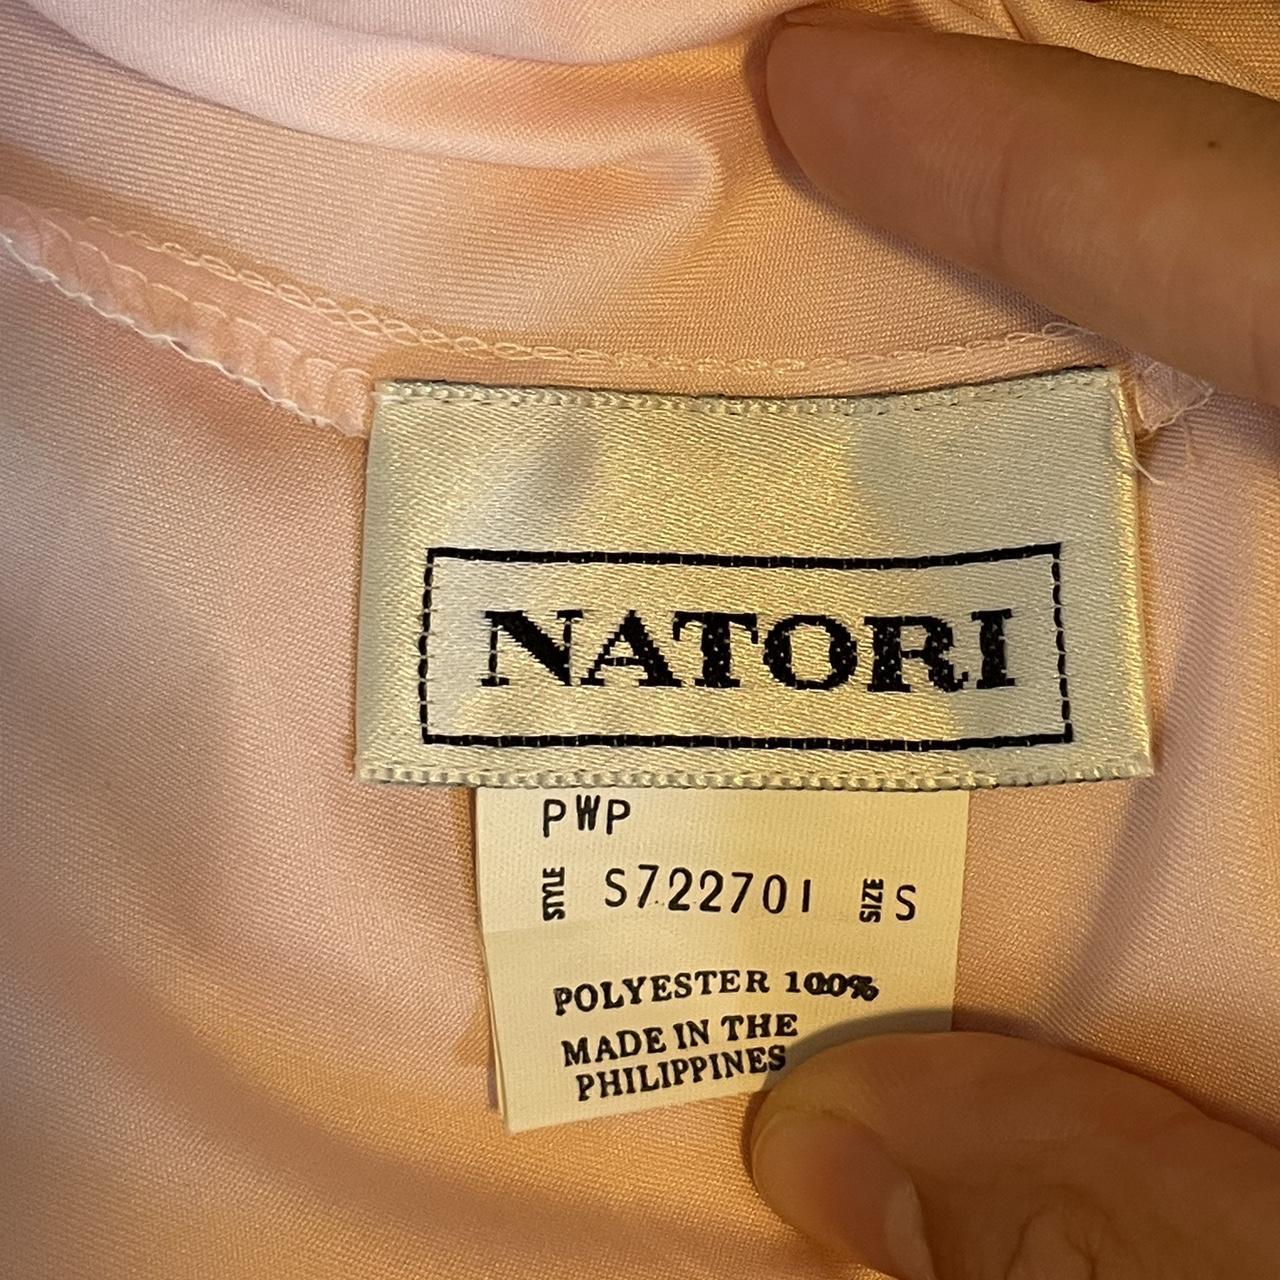 NATORI
PWP
STYLE S722701 SIZE S
POLYESTER 100%
MADE IN THE
PHILIPPINES